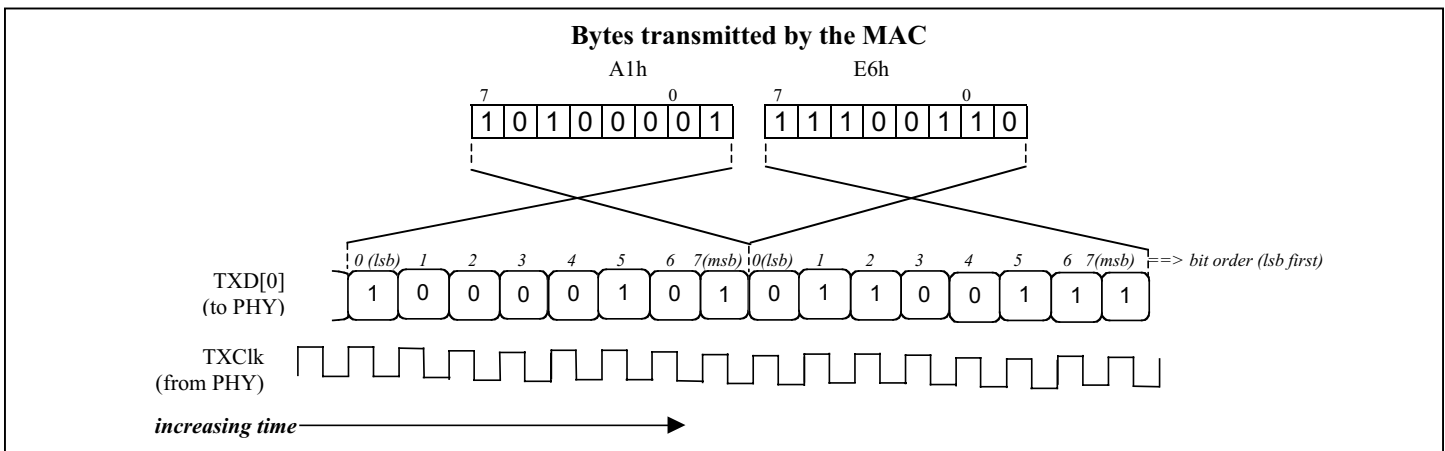 Bytes transmitted by the MAC
A1h E6h
7 0 7 0
1 0 1 0 0 0 0 1 1 1 1 0 0 1 1 0
0 (lsb) 1 2 3 4 5 6 7(msb) 0(lsb) 1 2 3 4 5 6 7(msb) ==> bit order (lsb first)
TXD[0]
(to PHY)
1 0 0 0 0 1 0 1 0 1 1 0 0 1 1 1
TXClk
(from PHY)
increasing time